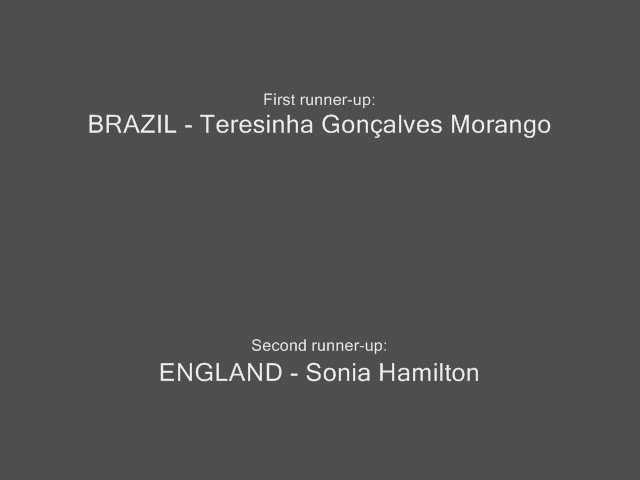 First runner-up:
BRAZIL - Teresinha Gonçalves Morango
Second runner-up:
ENGLAND - Sonia Hamilton